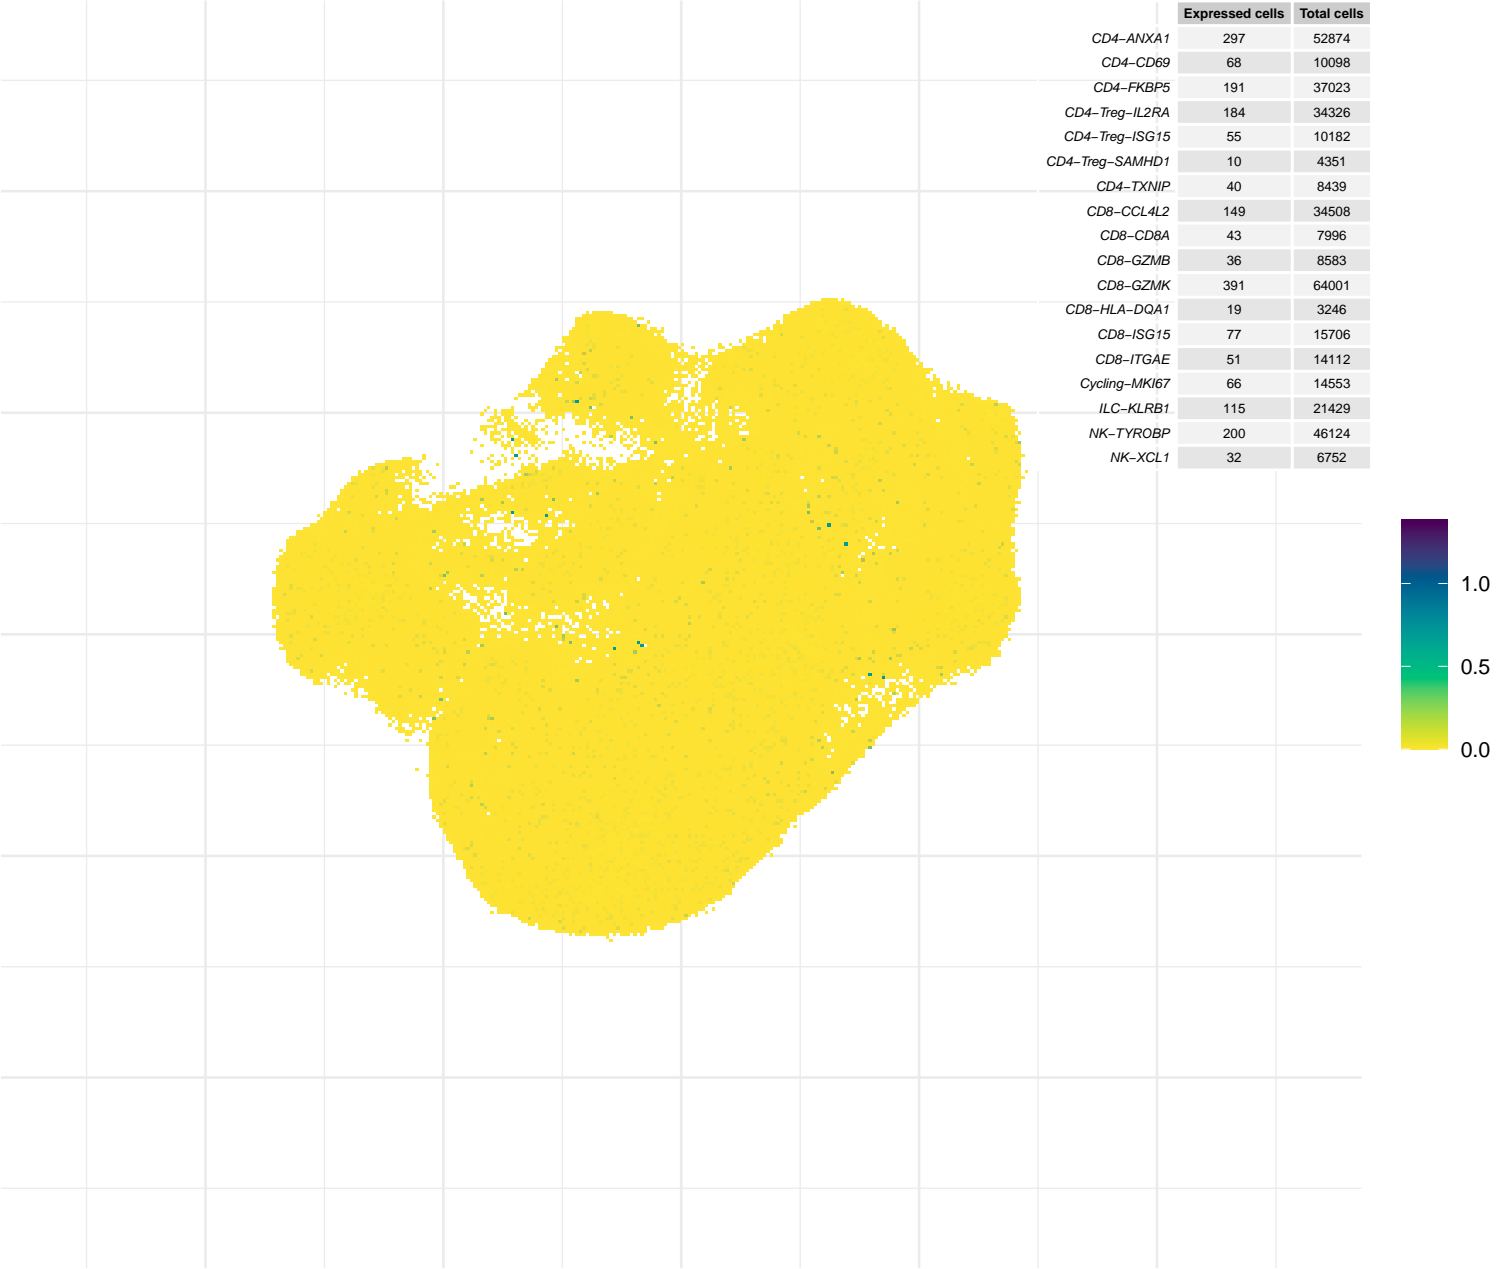 Expressed cells Total cells
CD4−ANXA1 297 52874
CD4−CD69 68 10098
CD4−FKBP5 191 37023
CD4−Treg−IL2RA 184 34326
CD4−Treg−ISG15 55 10182
CD4−Treg−SAMHD1 10 4351
CD4−TXNIP 40 8439
CD8−CCL4L2 149 34508
CD8−CD8A 43 7996
CD8−GZMB 36 8583
CD8−GZMK 391 64001
CD8−HLA−DQA1 19 3246
CD8−ISG15 77 15706
CD8−ITGAE 51 14112
Cycling−MKI67 66 14553
ILC−KLRB1 115 21429
NK−TYROBP 200 46124
NK−XCL1 32 6752
1.0
0.5
0.0